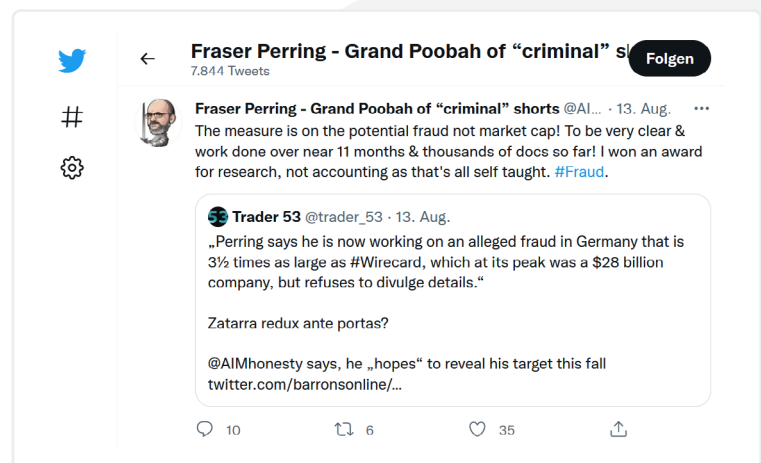 Fraser Perring - Grand Poobah of “criminal” s
Folgen
7.844 Tweets
Fraser Perring - Grand Poobah of “criminal” shorts @AI... · 13. Aug.
The measure is on the potential fraud not market cap! To be very clear &
work done over near 11 months & thousands of docs so far! I won an award
for research, not accounting as that's all self taught. #Fraud.
53 Trader 53 @trader_53 · 13. Aug.
„Perring says he is now working on an alleged fraud in Germany that is
3½ times as large as #Wirecard, which at its peak was a $28 billion
company, but refuses to divulge details.“
Zatarra redux ante portas?
@AIMhonesty says, he „hopes“ to reveal his target this fall
twitter.com/barronsonline/...
10 6 35